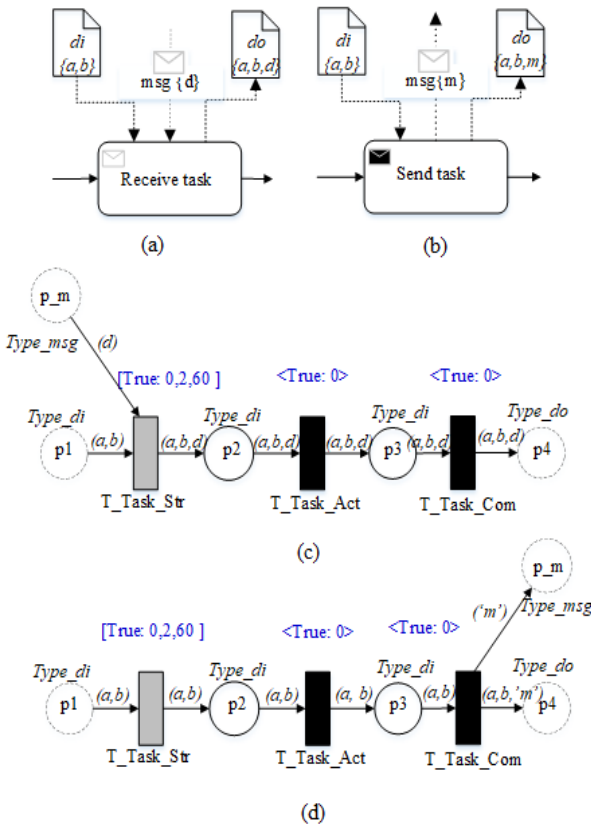 di
{a,b}
msg {d}
do
{a,b,d}
Receive task
(a)
di
{a,b}
msg{m}
do
{a,b,m}
Send task
(b)
p_m
Type_msg
(d)
[True: 0,2,60 ]
<True: 0>
<True: 0>
Type_di
Type_di
Type_di
Type_do
p1
(a,b)
(a,b,d)
p2
(a,b,d)
(a,b,d)
p3
(a,b,d)
(a,b,d)
p4
T_Task_Str
T_Task_Act
T_Task_Com
(c)
p_m
('m')
Type_msg
[True: 0,2,60 ]
<True: 0>
<True: 0>
Type_di
Type_di
Type_di
Type_do
p1
(a,b)
(a,b)
p2
(a,b)
(a, b)
p3
(a,b)
(a,b,'m')
p4
T_Task_Str
T_Task_Act
T_Task_Com
(d)